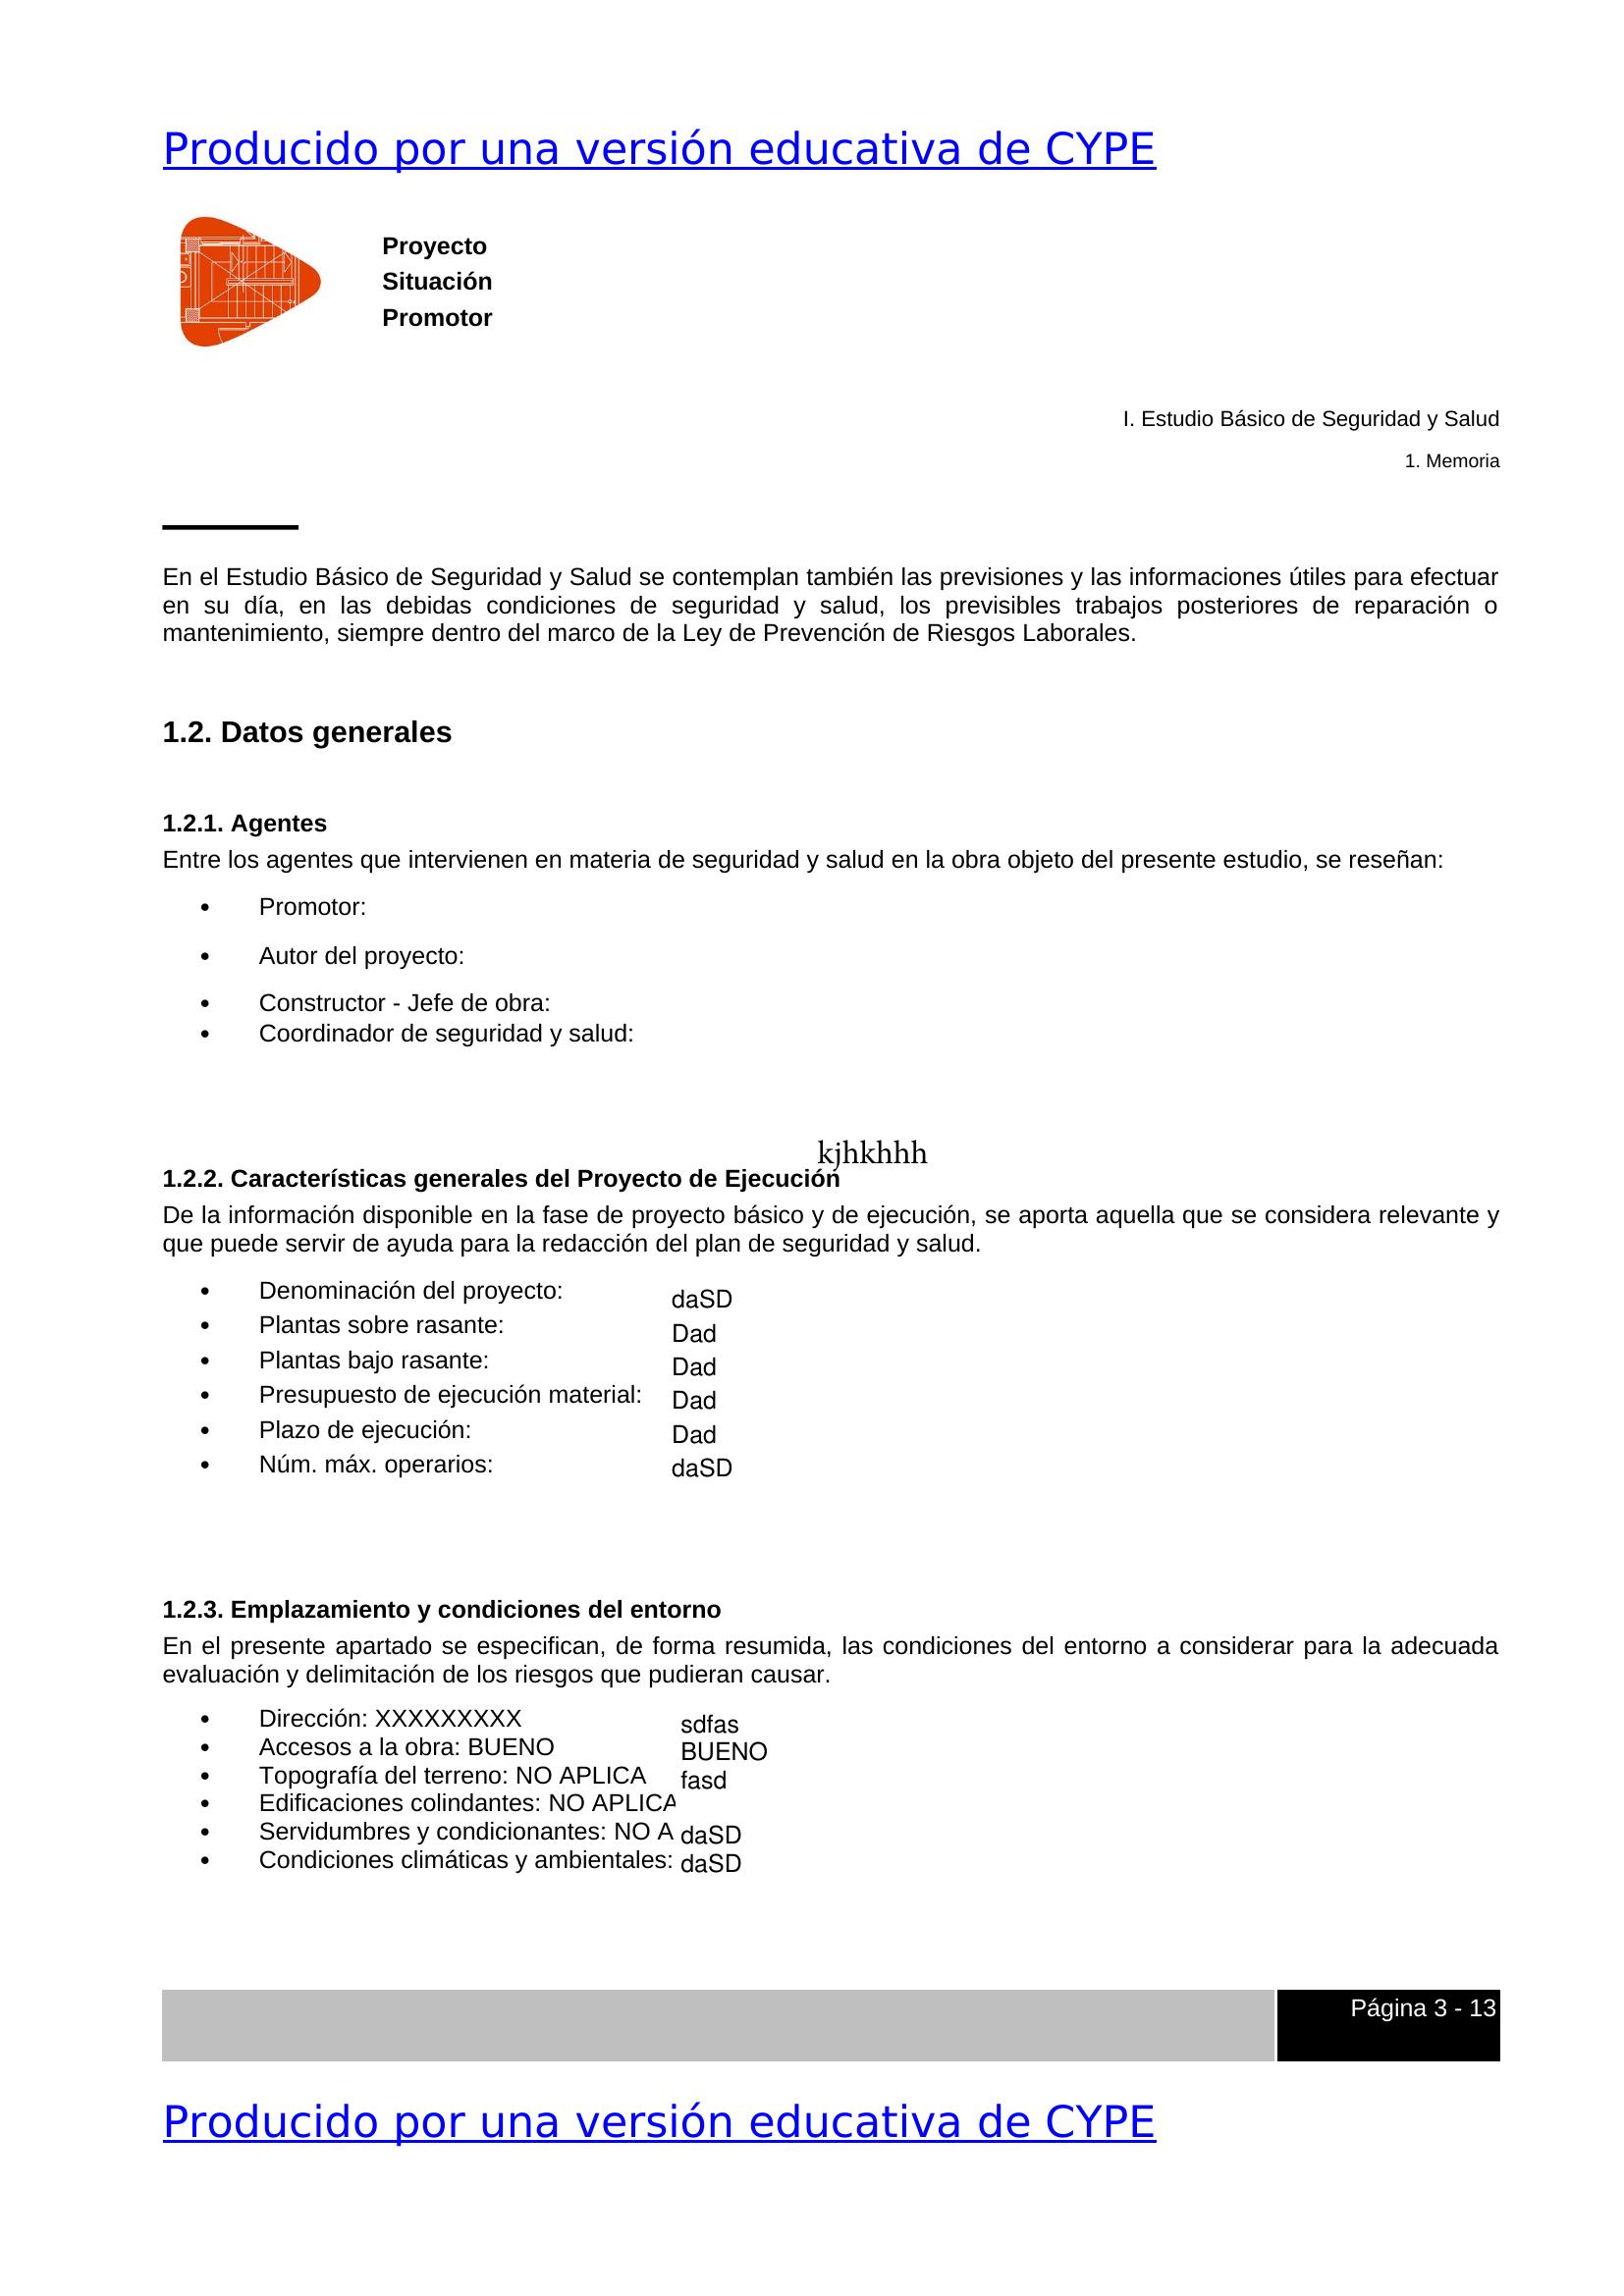 Producido por una versión educativa de CYPE
Proyecto
Situación
Promotor
I. Estudio Básico de Seguridad y Salud
1. Memoria
En el Estudio Básico de Seguridad y Salud se contemplan también las previsiones y las informaciones útiles para efectuar
en su día, en las debidas condiciones de seguridad y salud, los previsibles trabajos posteriores de reparación o
mantenimiento, siempre dentro del marco de la Ley de Prevención de Riesgos Laborales.
1.2. Datos generales
1.2.1. Agentes
Entre los agentes que intervienen en materia de seguridad y salud en la obra objeto del presente estudio, se reseñan:
• Promotor:
• Autor del proyecto:
• Constructor - Jefe de obra:
• Coordinador de seguridad y salud:
kjhkhhh
1.2.2. Características generales del Proyecto de Ejecución
De la información disponible en la fase de proyecto básico y de ejecución, se aporta aquella que se considera relevante y
que puede servir de ayuda para la redacción del plan de seguridad y salud.
• Denominación del proyecto: daSD
• Plantas sobre rasante: Dad
• Plantas bajo rasante: Dad
• Presupuesto de ejecución material: Dad
• Plazo de ejecución: Dad
• Núm. máx. operarios: daSD
1.2.3. Emplazamiento y condiciones del entorno
En el presente apartado se especifican, de forma resumida, las condiciones del entorno a considerar para la adecuada
evaluación y delimitación de los riesgos que pudieran causar.
• Dirección: XXXXXXXXX sdfas
• Accesos a la obra: BUENO BUENO
• Topografía del terreno: NO APLICA fasd
• Edificaciones colindantes: NO APLICA
• Servidumbres y condicionantes: NO A daSD
• Condiciones climáticas y ambientales: daSD
Página 3 - 13
Producido por una versión educativa de CYPE